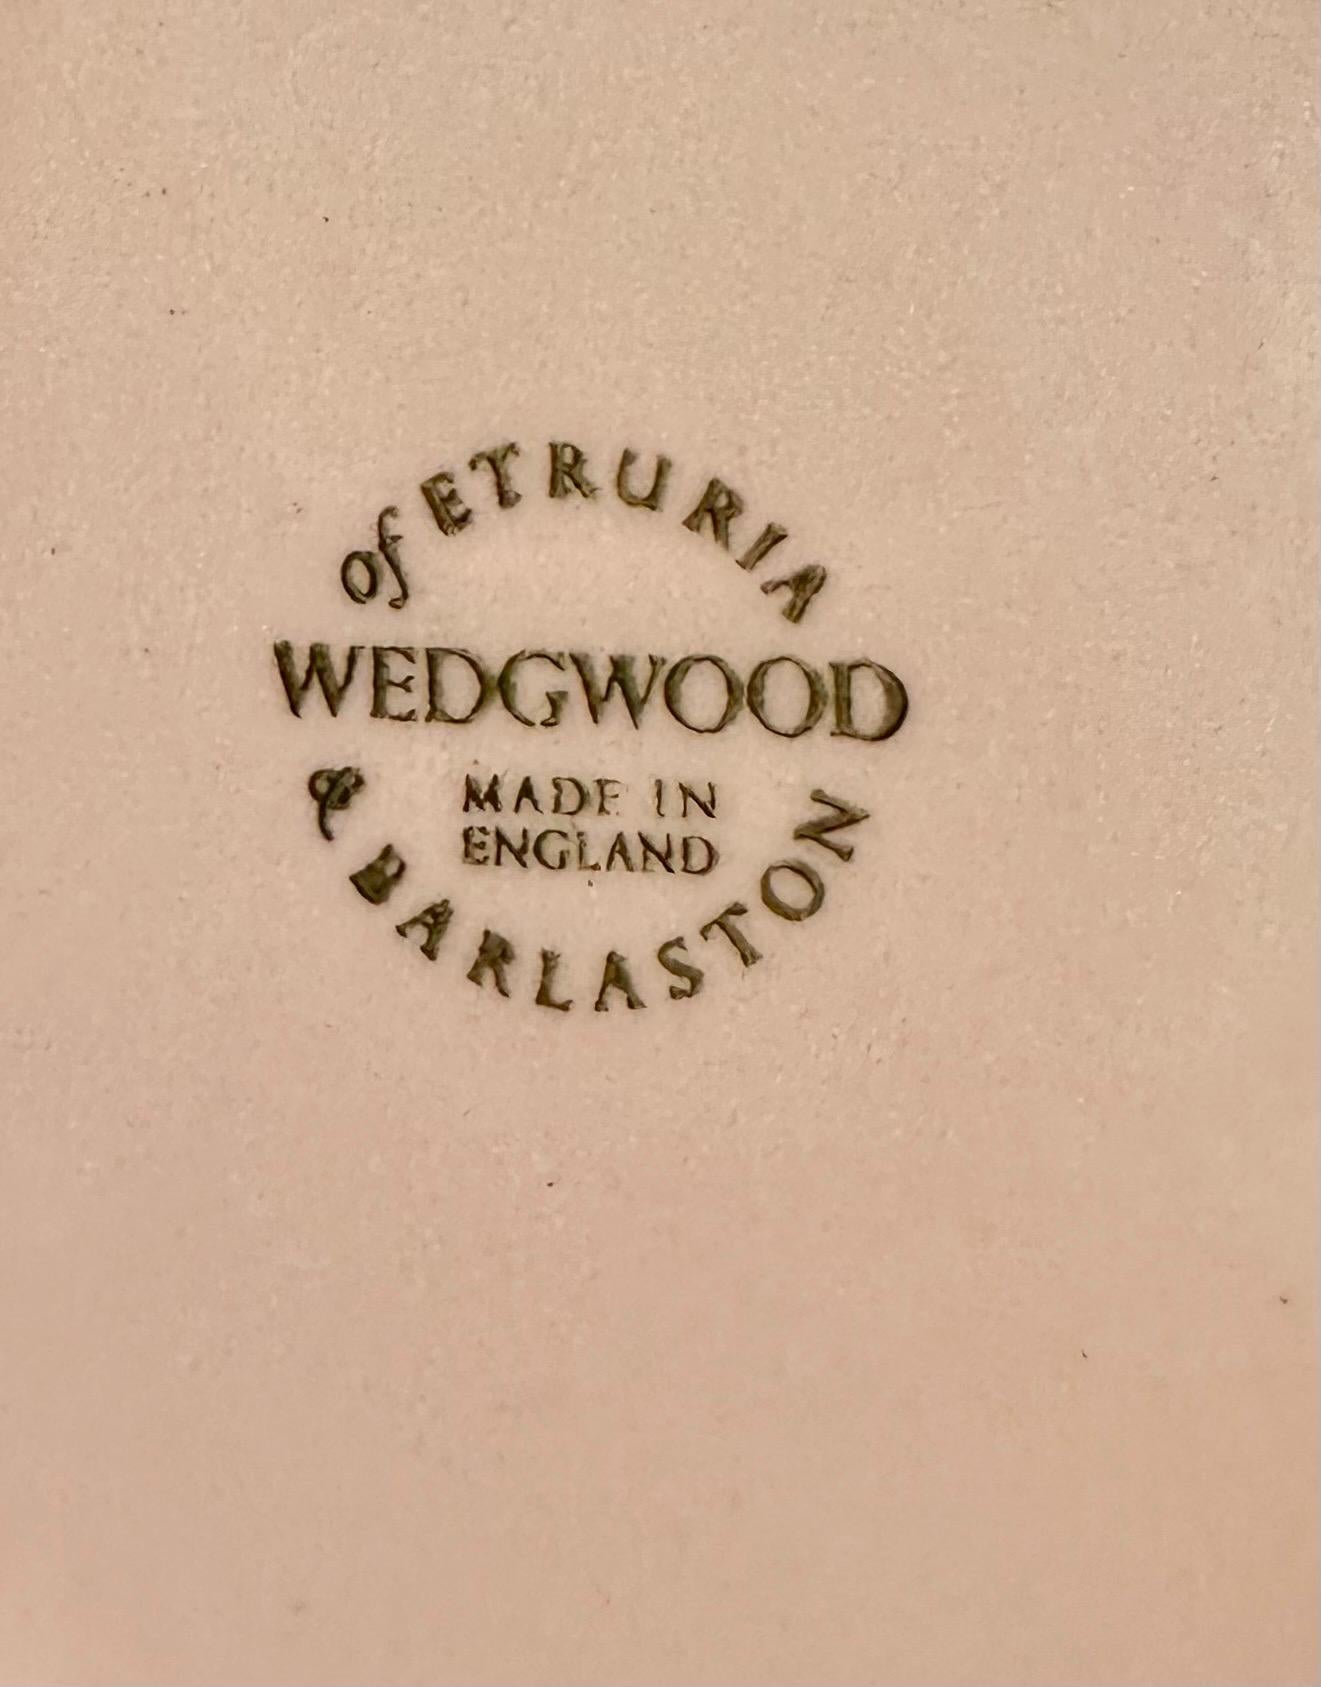 of ETRURIA
WEDGWOOD
MADE IN
ENGLAND
& BARLASTON